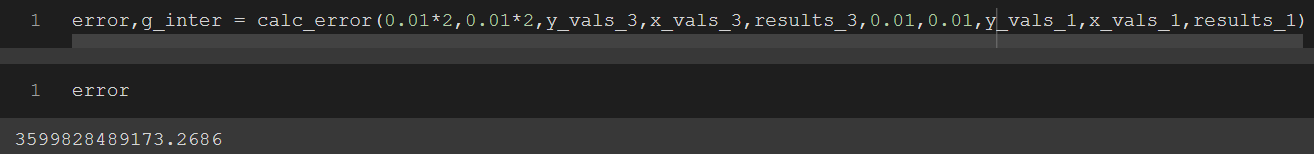 1 error,g_inter = calc_error(0.01*2,0.01*2,y_vals_3,x_vals_3,results_3,0.01,0.01,y_vals_1,x_vals_1,results_1)
1 error
3599828489173.2686